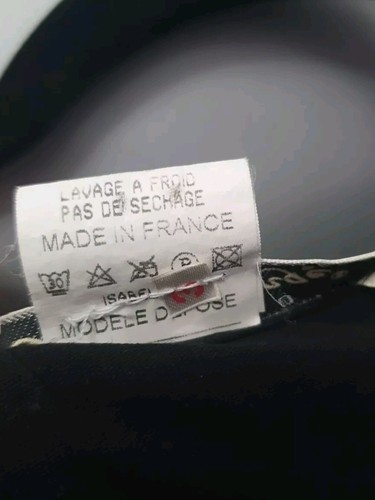 LAVAGE A FROID
PAS DE SECHAGE
MADE IN FRANCE
30
P
MODELE DEPOSE